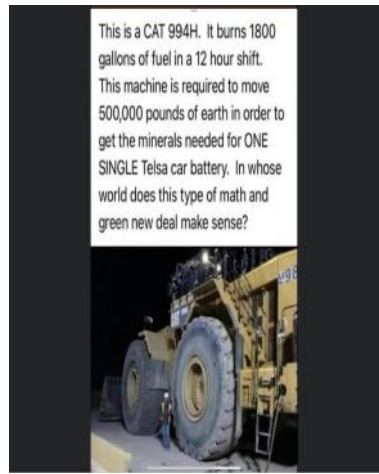 This is a CAT 994H. It burns 1800
gallons of fuel in a 12 hour shift.
This machine is required to move
500,000 pounds of earth in order to
get the minerals needed for ONE
SINGLE Telsa car battery. In whose
world does this type of math and
green new deal make sense?